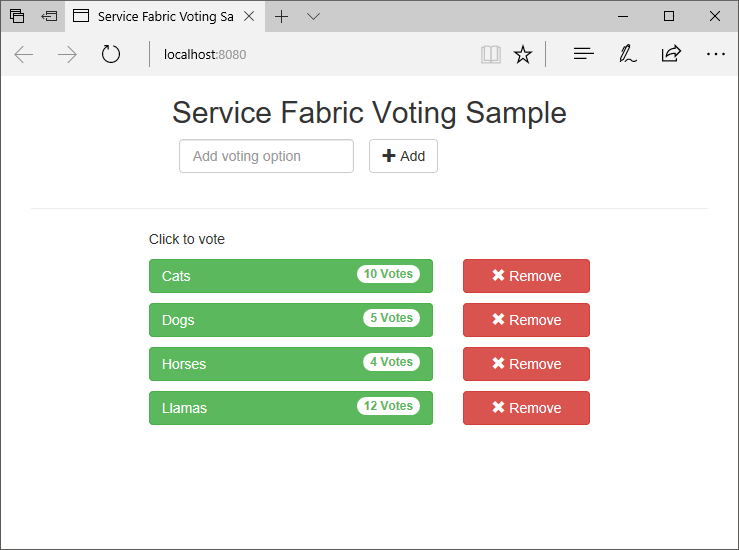 Service Fabric Voting Sa
localhost:8080
Service Fabric Voting Sample
Add voting option
Add
Click to vote
Cats 10 Votes Remove
Dogs 5 Votes Remove
Horses 4 Votes Remove
Llamas 12 Votes Remove